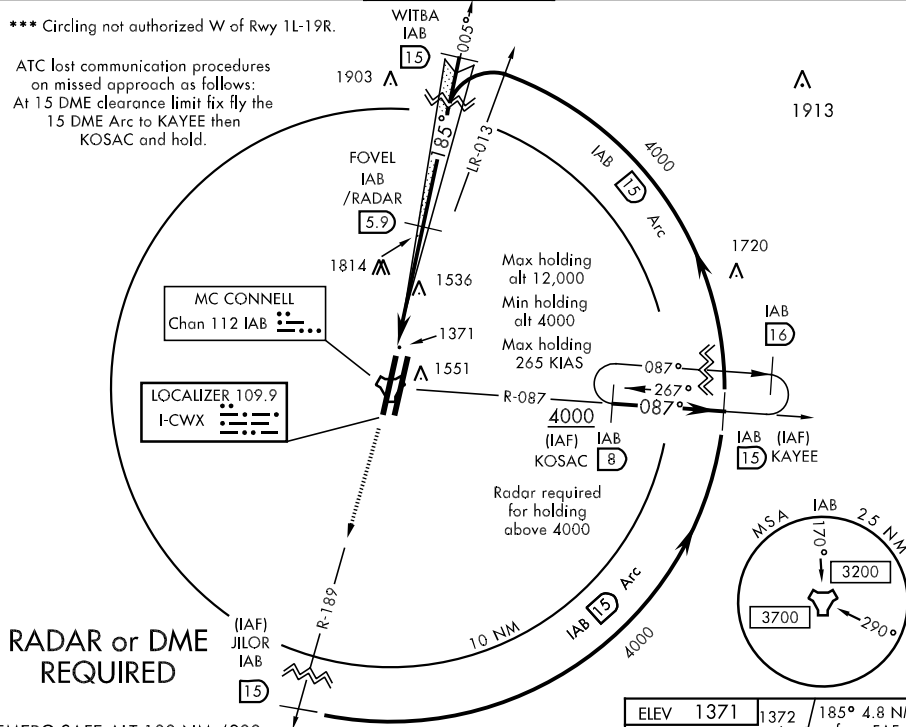 *** Circling not authorized W of Rwy 1L-19R.
ATC lost communication procedures
on missed approach as follows:
At 15 DME clearance limit fix fly the
15 DME Arc to KAYEE then
KOSAC and hold.
WITBA
IAB
15
005°
1903
1913
185°
LR-013
4000
IAB 15 Arc
FOVEL
IAB
/RADAR
5.9
1814
1536
1720
Max holding
alt 12,000
Min holding
alt 4000
Max holding
265 KIAS
MC CONNELL
Chan 112 IAB
1371
1551
IAB
16
LOCALIZER 109.9
I-CWX
087°
267°
087°
R-087
4000
(IAF)
KOSAC
IAB
8
IAB
15
(IAF)
KAYEE
Radar required
for holding
above 4000
MSA IAB 25 NM
170°
3200
3700
290°
R-189
(IAF)
JILOR
IAB
15
10 NM
IAB 15 Arc
4000
RADAR or DME
REQUIRED
ELEV 1371
1372
185° 4.8 NM